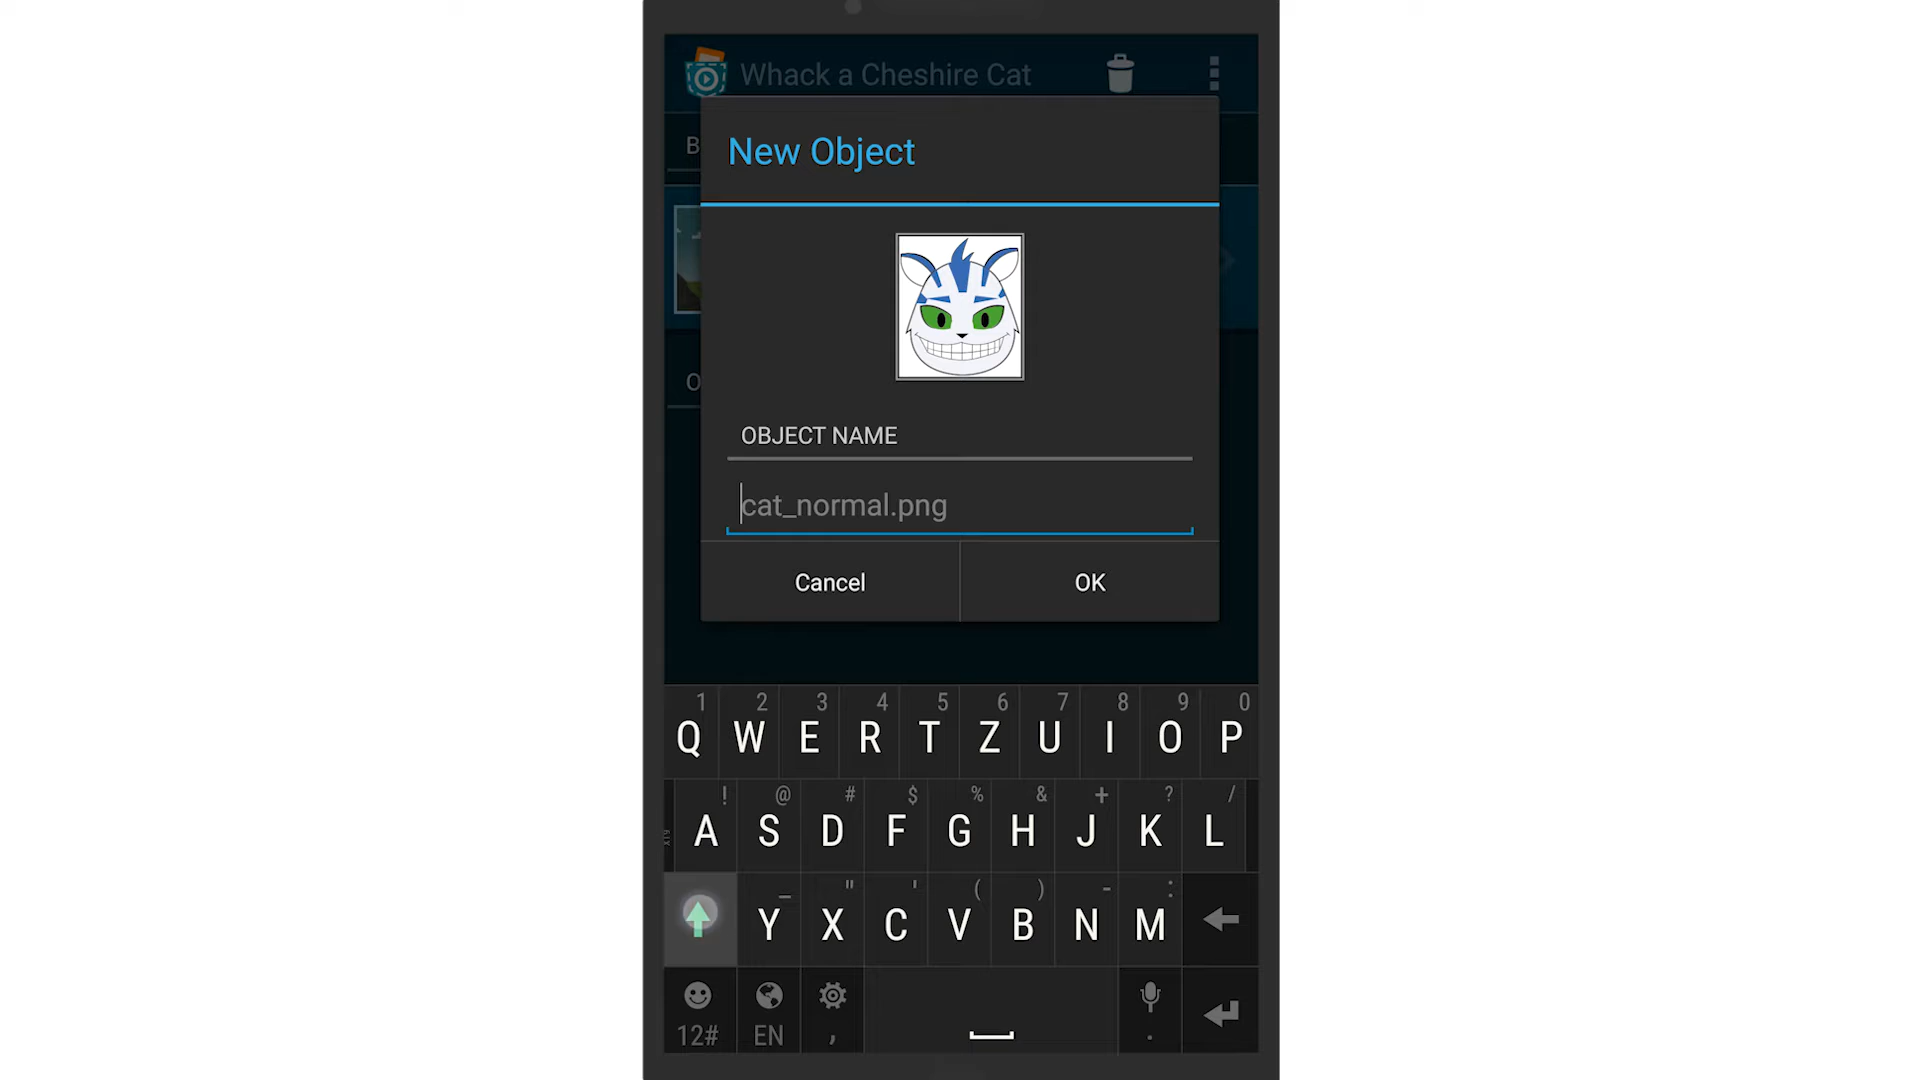 Whack a Cheshire Cat
B
New Object
O
OBJECT NAME
cat_normal.png
Cancel OK
1 2 3 4 5 6 7 8 9 0
Q W E R T Z U I O P
! @ # $ % & + ? /
A S D F G H J K L
_ " ' ( ) - :
Y X C V B N M
12# EN , .